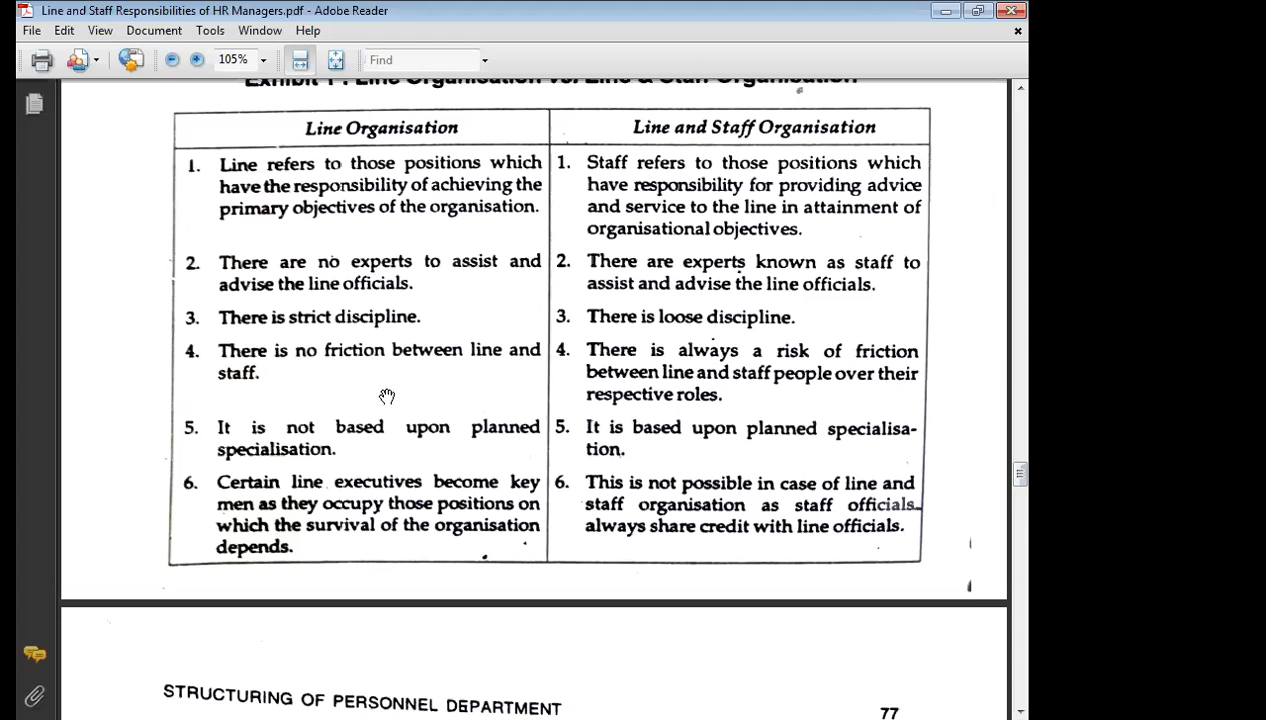 Line and Staff Responsibilities of HR Managers.pdf - Adobe Reader
File Edit View Document Tools Window Help
105% Find
Exhibit 1 : Line Organisation vs. Line & Staff Organisation
Line Organisation
1. Line refers to those positions which
have the responsibility of achieving the
primary objectives of the organisation.
2. There are no experts to assist and
advise the line officials.
3. There is strict discipline.
4. There is no friction between line and
staff.
5. It is not based upon planned
specialisation.
6. Certain line executives become key
men as they occupy those positions on
which the survival of the organisation
depends.
Line and Staff Organisation
1. Staff refers to those positions which
have responsibility for providing advice
and service to the line in attainment of
organisational objectives.
2. There are experts known as staff to
assist and advise the line officials.
3. There is loose discipline.
4. There is always a risk of friction
between line and staff people over their
respective roles.
5. It is based upon planned specialisa-
tion.
6. This is not possible in case of line and
staff organisation as staff officials
always share credit with line officials.
STRUCTURING OF PERSONNEL DEPARTMENT
77